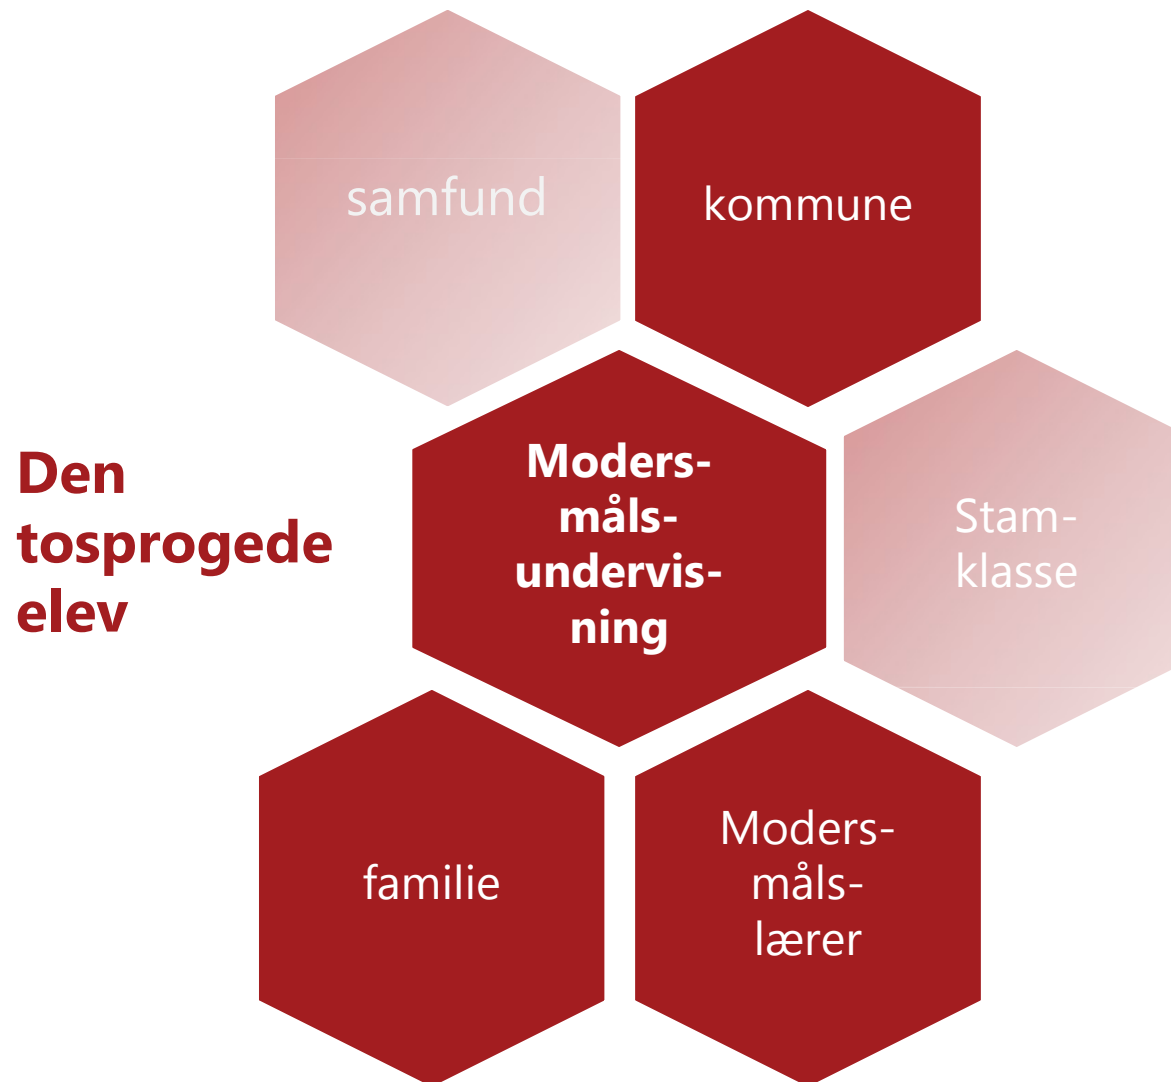 samfund
kommune
Den
tosprogede
elev
Moders-
måls-
undervis-
ning
Stam-
klasse
familie
Moders-
måls-
lærer